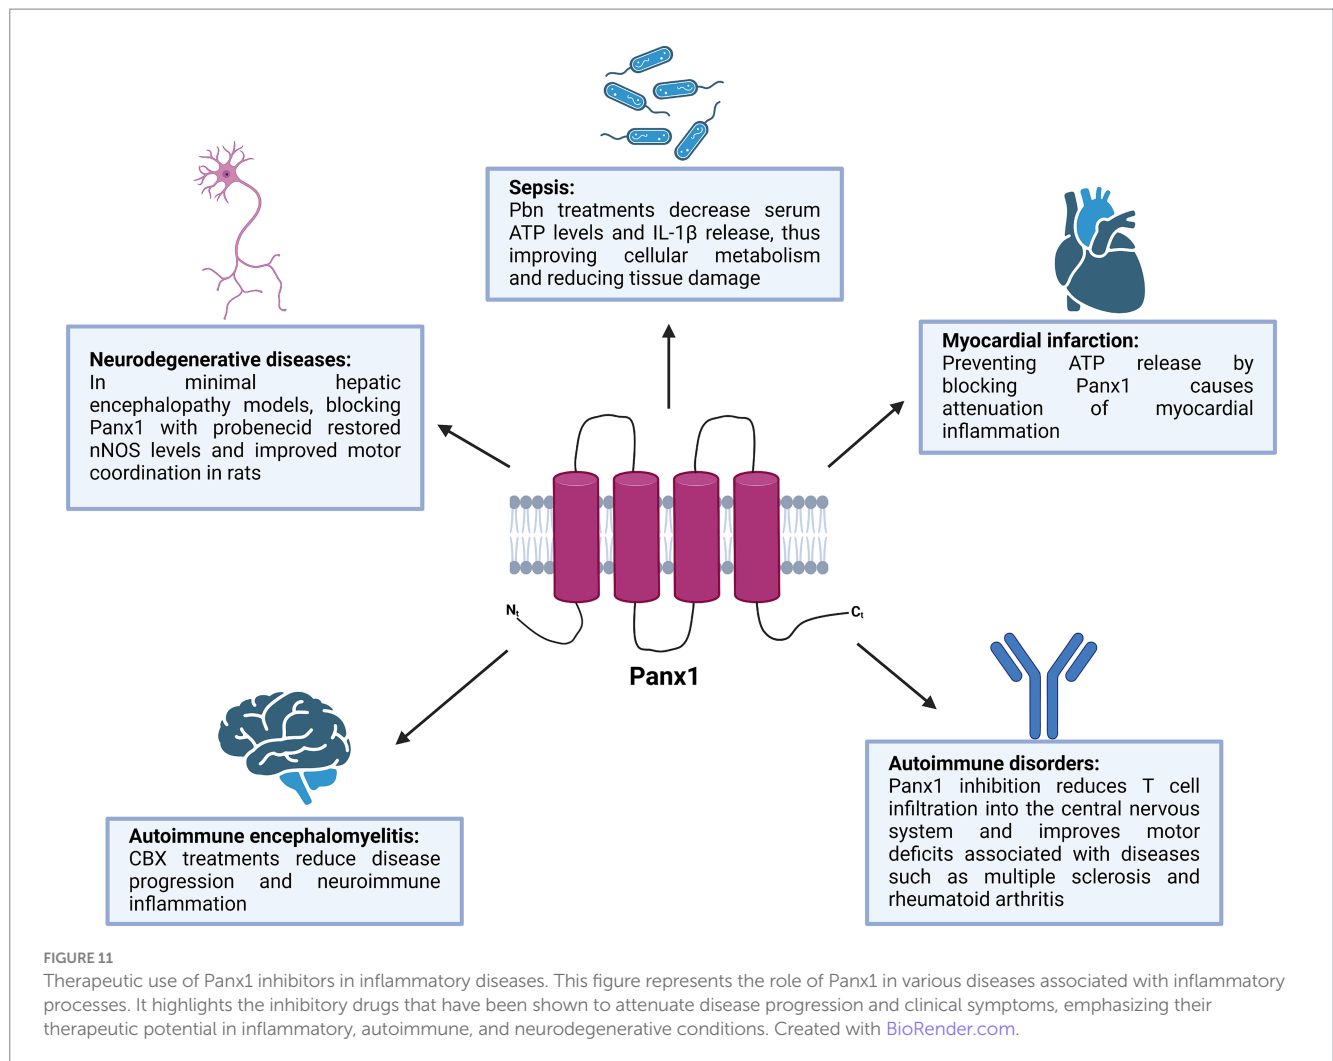 Sepsis:
Pbn treatments decrease serum
ATP levels and IL-1β release, thus
improving cellular metabolism
and reducing tissue damage
Neurodegenerative diseases:
In minimal hepatic
encephalopathy models, blocking
Panx1 with probenecid restored
nNOS levels and improved motor
coordination in rats
Myocardial infarction:
Preventing ATP release by
blocking Panx1 causes
attenuation of myocardial
inflammation
Nt
Ct
Panx1
Autoimmune encephalomyelitis:
CBX treatments reduce disease
progression and neuroimmune
inflammation
Autoimmune disorders:
Panx1 inhibition reduces T cell
infiltration into the central nervous
system and improves motor
deficits associated with diseases
such as multiple sclerosis and
rheumatoid arthritis
FIGURE 11
Therapeutic use of Panx1 inhibitors in inflammatory diseases. This figure represents the role of Panx1 in various diseases associated with inflammatory
processes. It highlights the inhibitory drugs that have been shown to attenuate disease progression and clinical symptoms, emphasizing their
therapeutic potential in inflammatory, autoimmune, and neurodegenerative conditions. Created with BioRender.com.